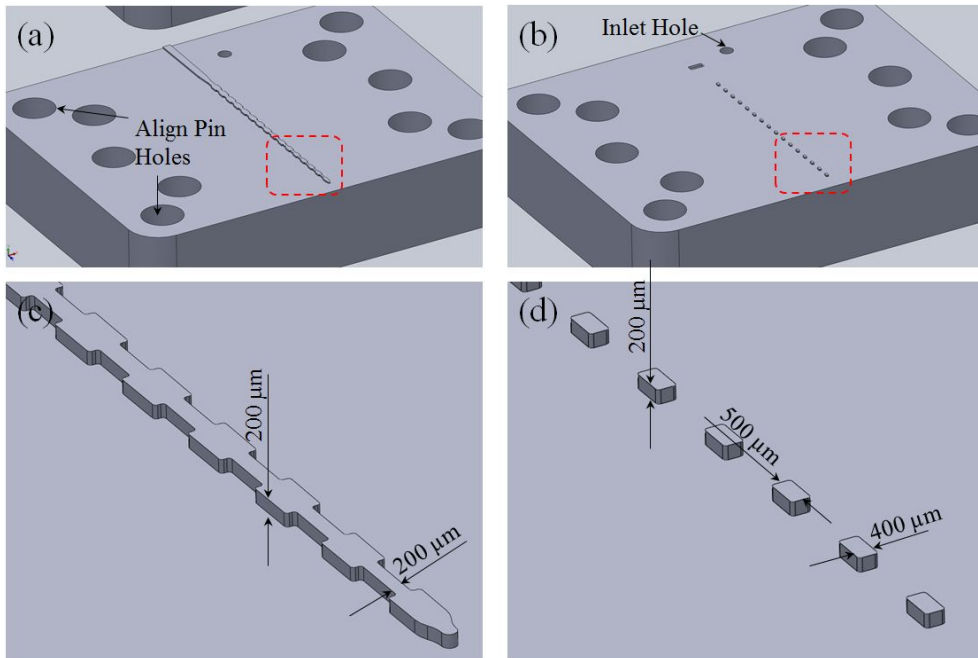 (a)
Align Pin
Holes
(b)
Inlet Hole
(c)
200 μm
200 μm
(d)
200 μm
500 μm
400 μm